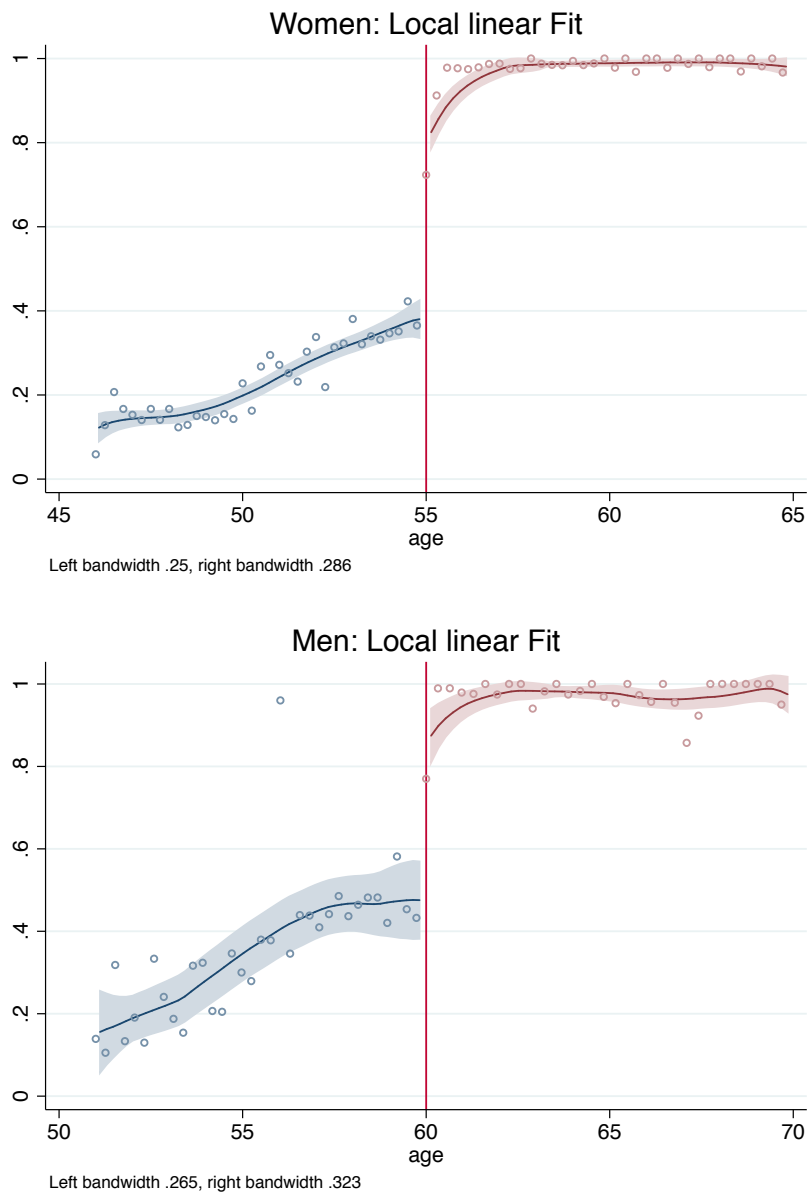 Women: Local linear Fit
1
.8
.6
.4
.2
0
45 50 55 60 65
age
Left bandwidth .25, right bandwidth .286
Men: Local linear Fit
1
.8
.6
.4
.2
0
50 55 60 65 70
age
Left bandwidth .265, right bandwidth .323